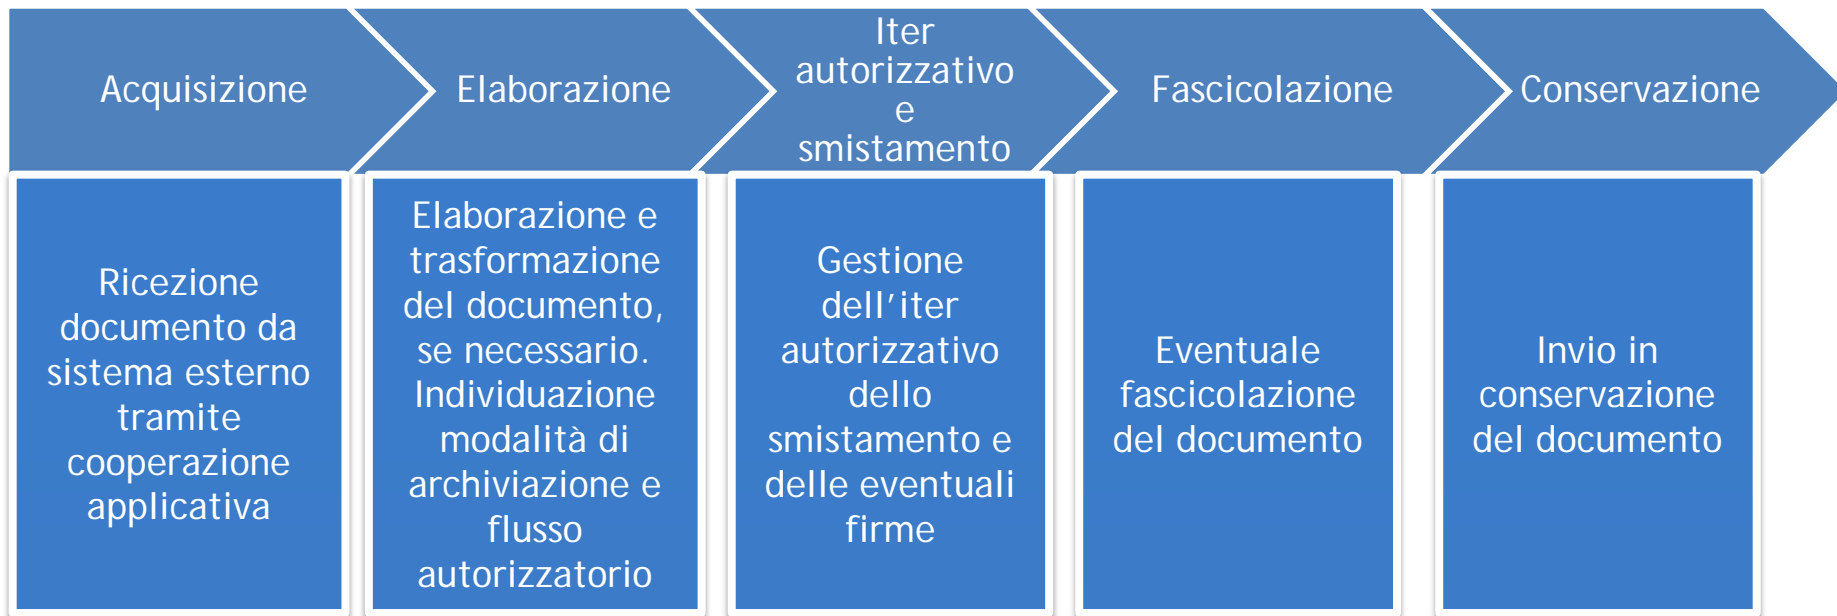 Acquisizione
Elaborazione
Iter
autorizzativo
e
smistamento
Fascicolazione
Conservazione
Ricezione
documento da
sistema esterno
tramite
cooperazione
applicativa
Elaborazione e
trasformazione
del documento,
se necessario.
Individuazione
modalità di
archiviazione e
flusso
autorizzatorio
Gestione
dell’iter
autorizzativo
dello
smistamento e
delle eventuali
firme
Eventuale
fascicolazione
del documento
Invio in
conservazione
del documento